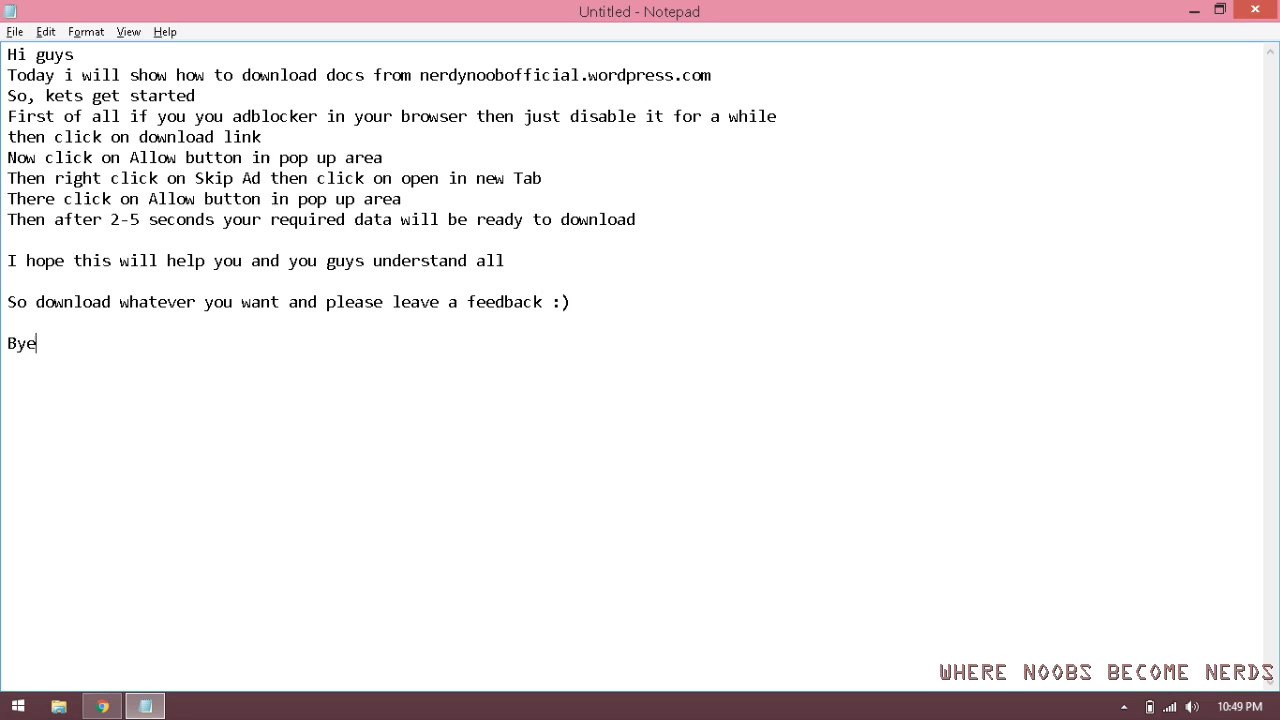 Untitled - Notepad
File Edit Format View Help
Hi guys
Today i will show how to download docs from nerdynoobofficial.wordpress.com
So, kets get started
First of all if you you adblocker in your browser then just disable it for a while
then click on download link
Now click on Allow button in pop up area
Then right click on Skip Ad then click on open in new Tab
There click on Allow button in pop up area
Then after 2-5 seconds your required data will be ready to download
I hope this will help you and you guys understand all
So download whatever you want and please leave a feedback :)
Bye
WHERE NOOBS BECOME NERDS
10:49 PM